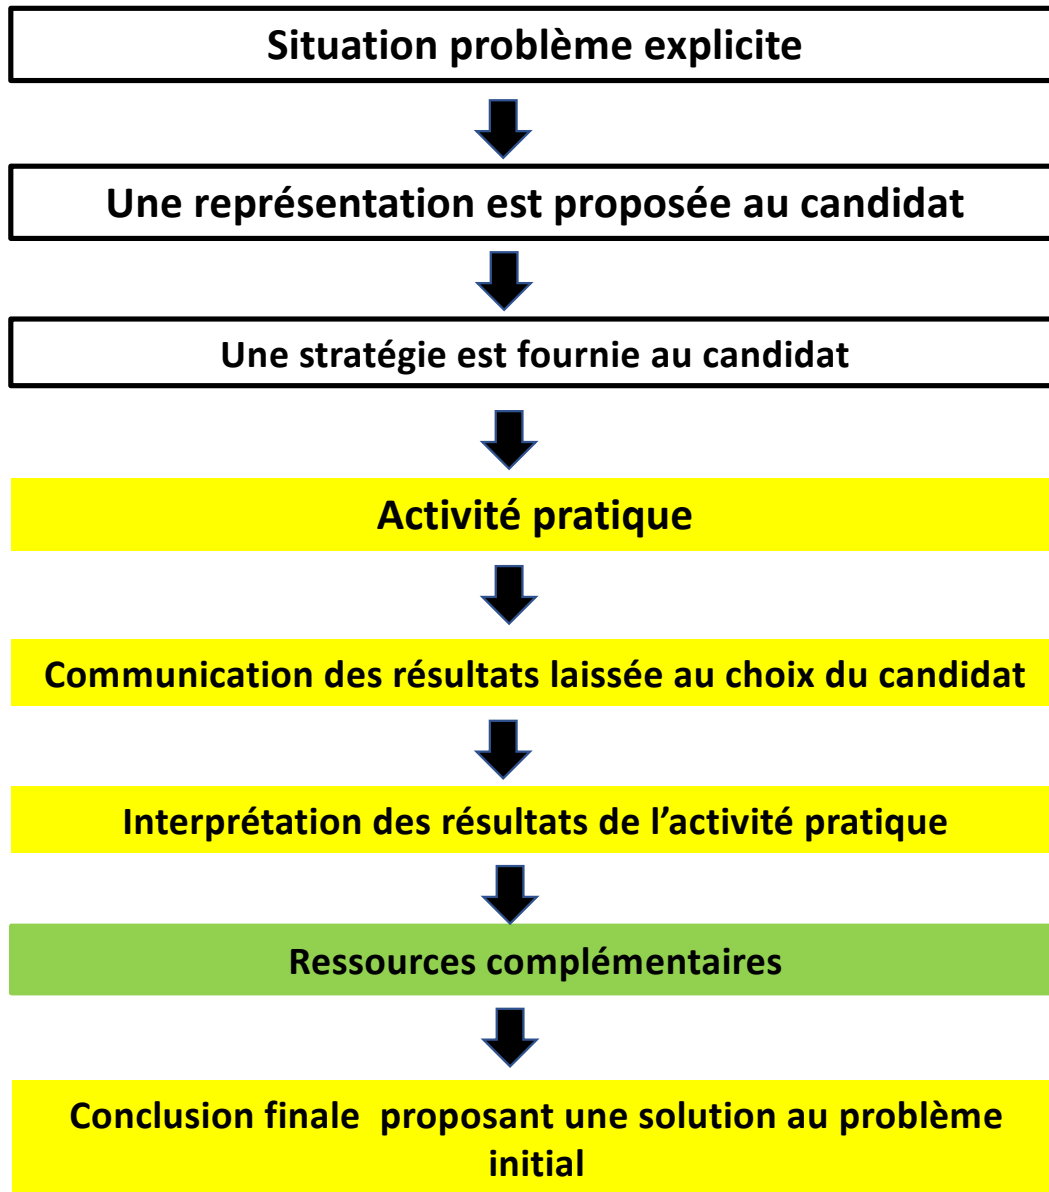 Situation problème explicite
Une représentation est proposée au candidat
Une stratégie est fournie au candidat
Activité pratique
Communication des résultats laissée au choix du candidat
Interprétation des résultats de l’activité pratique
Ressources complémentaires
Conclusion finale  proposant une solution au problème
initial